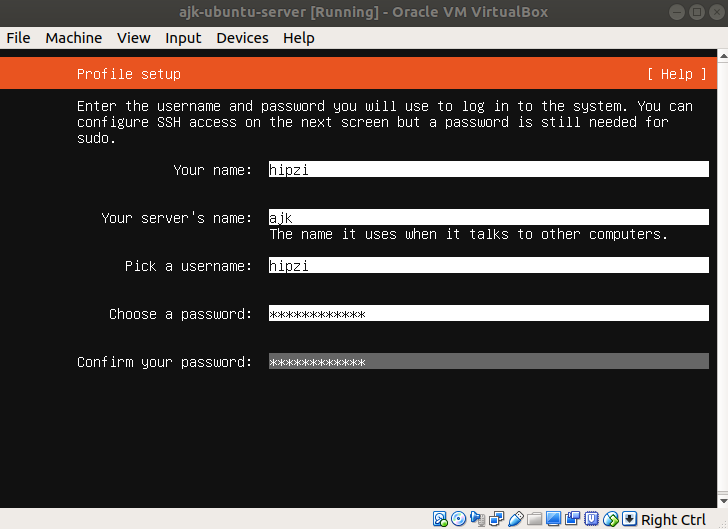 ajk-ubuntu-server [Running] - Oracle VM VirtualBox
File Machine View Input Devices Help
Profile setup [ Help ]
Enter the username and password you will use to log in to the system. You can
configure SSH access on the next screen but a password is still needed for
sudo.
Your name: hipzi
Your server's name: ajk
The name it uses when it talks to other computers.
Pick a username: hipzi
Choose a password: ************
Confirm your password: ************
Right Ctrl